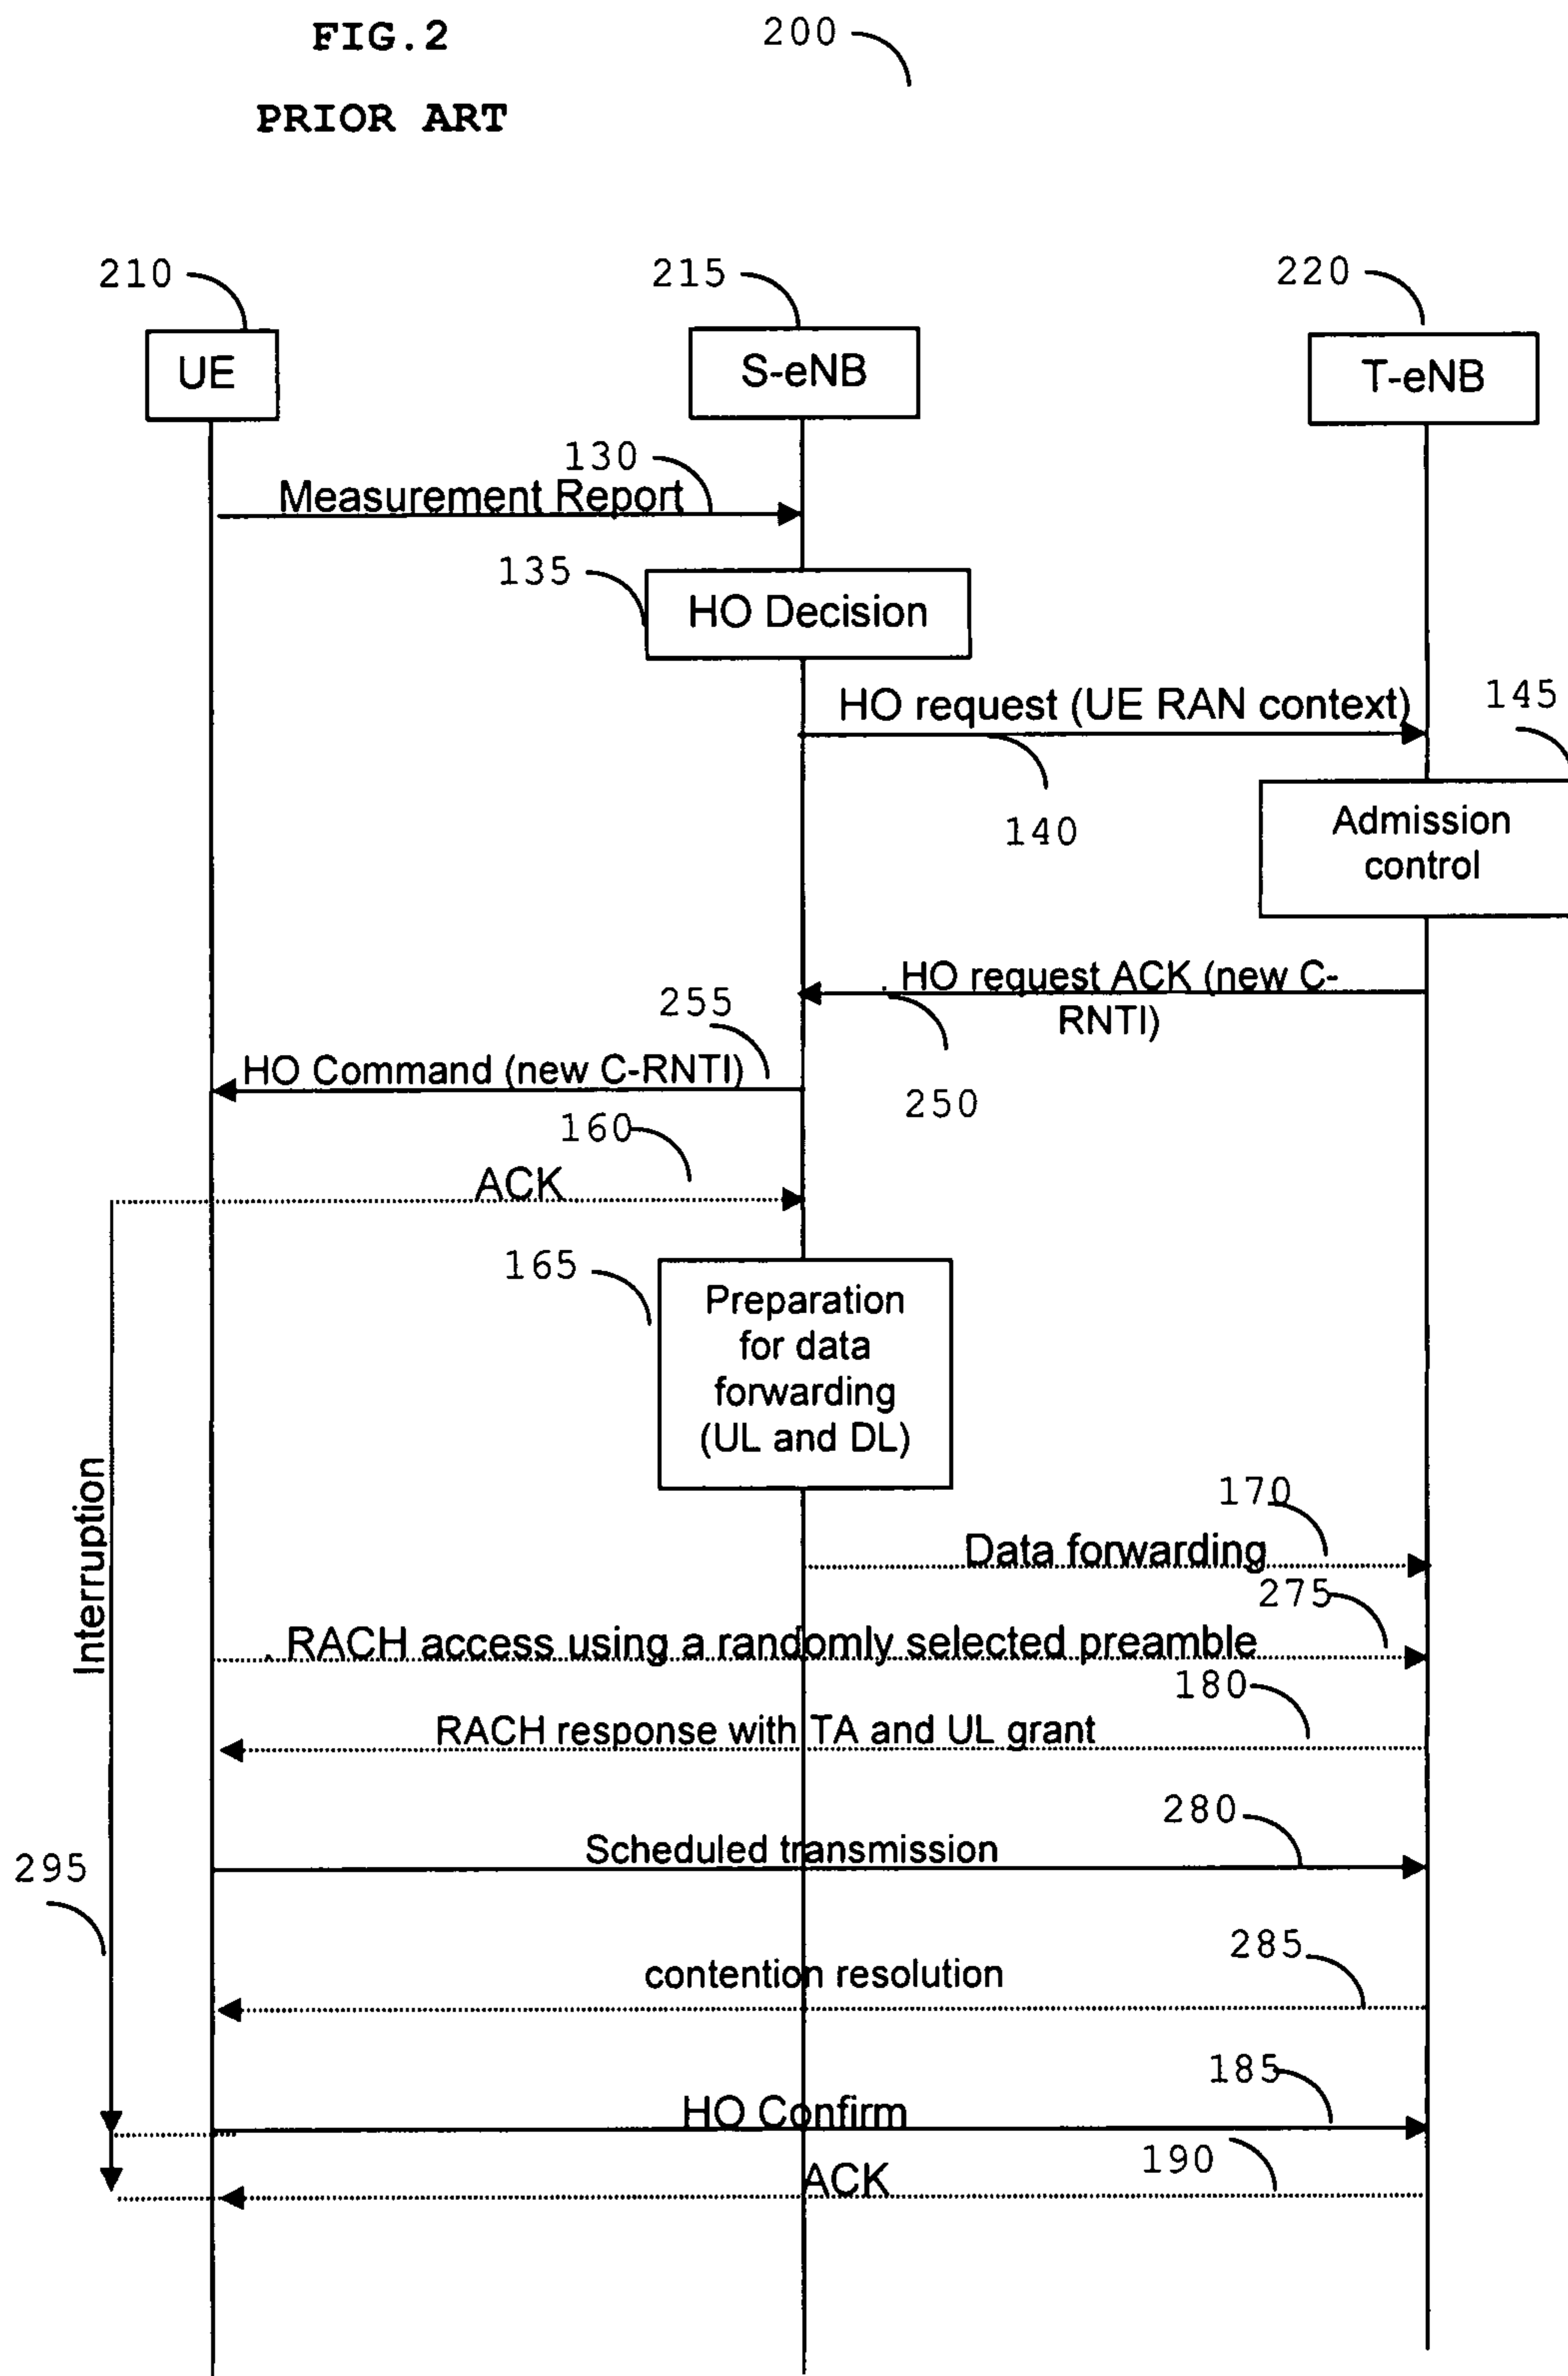 FIG.2
200
PRIOR ART
210
215
220
UE
S-eNB
T-eNB
130
Measurement Report
135
HO Decision
HO request (UE RAN context)
145
140
Admission
control
. HO request ACK (new C-
RNTI)
255
HO Command (new C-RNTI)
250
160
ACK
165
Preparation
for data
forwarding
(UL and DL)
Interruption
170
Data forwarding
275
. RACH access using a randomly selected preamble
180
RACH response with TA and UL grant
280
Scheduled transmission
295
285
contention resolution
185
HO Confirm
190
ACK